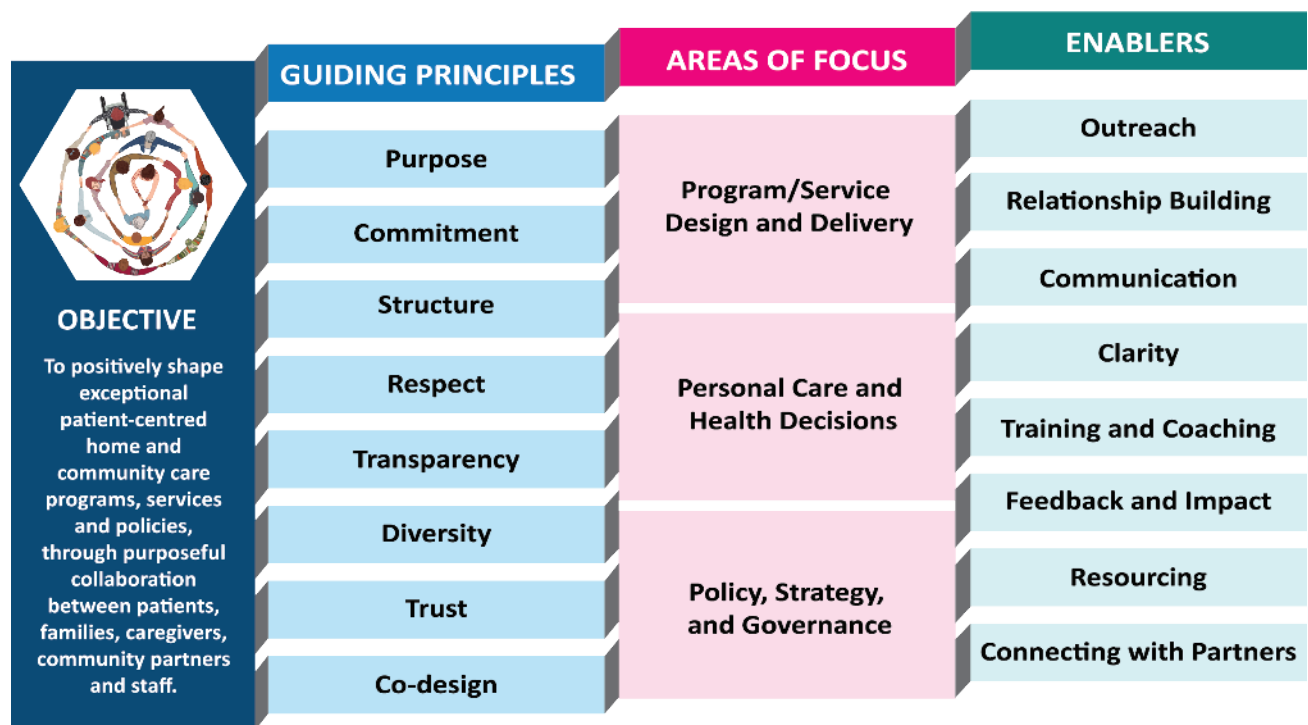 OBJECTIVE
To positively shape
exceptional
patient-centred
home and
community care
programs, services
and policies,
through purposeful
collaboration
between patients,
families, caregivers,
community partners
and staff.
GUIDING PRINCIPLES
Purpose
Commitment
Structure
Respect
Transparency
Diversity
Trust
Co-design
AREAS OF FOCUS
Program/Service
Design and Delivery
Personal Care and
Health Decisions
Policy, Strategy,
and Governance
ENABLERS
Outreach
Relationship Building
Communication
Clarity
Training and Coaching
Feedback and Impact
Resourcing
Connecting with Partners